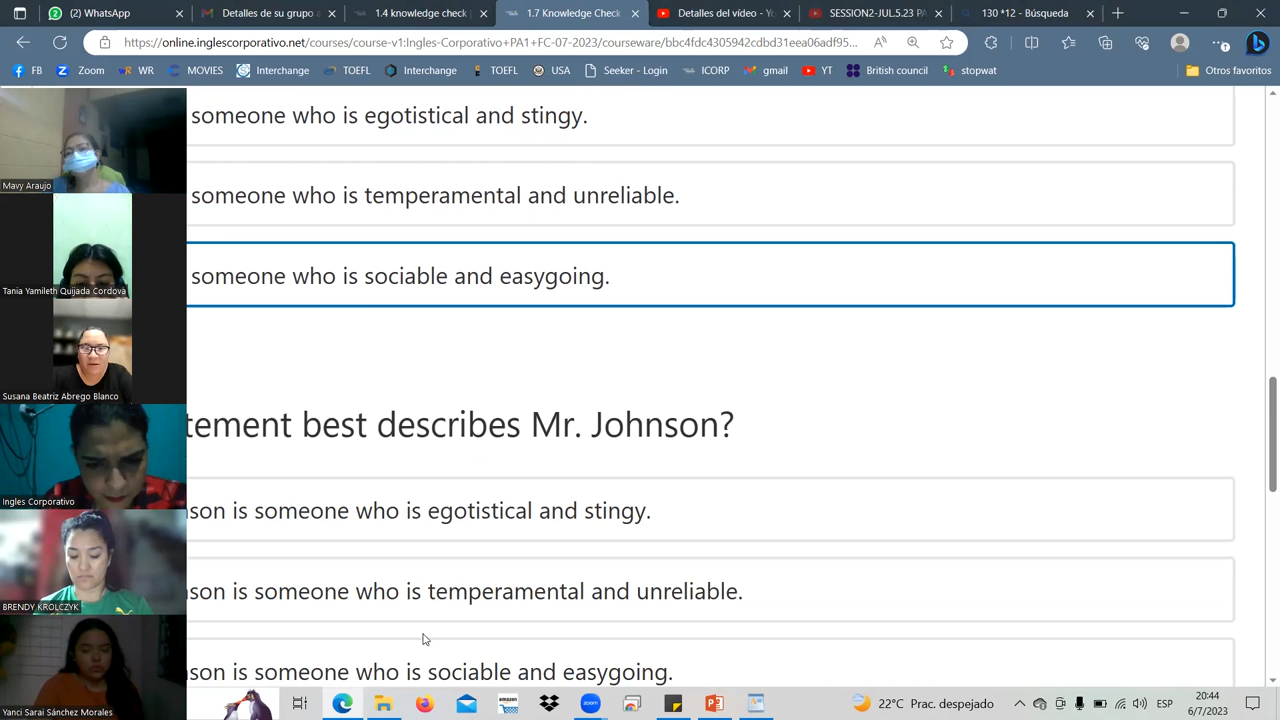 (2) WhatsApp
Detalles de su grupo a
1.4 knowledge check
1.7 Knowledge Check
Detalles del vídeo - Yo
SESSION2-JUL.5.23 PA
130 *12 - Búsqueda
https://online.inglescorporativo.net/courses/course-v1:Ingles-Corporativo+PA1+FC-07-2023/courseware/bbc4fdc4305942cdbd31eea06adf95...
FB
Zoom
WR
MOVIES
Interchange
TOEFL
Interchange
TOEFL
USA
Seeker - Login
ICORP
gmail
YT
British council
stopwat
Otros favoritos
someone who is egotistical and stingy.
Mavy Araujo
someone who is temperamental and unreliable.
someone who is sociable and easygoing.
Tania Yamileth Quijada Cordova
Susana Beatriz Abrego Blanco
tement best describes Mr. Johnson?
Ingles Corporativo
nson is someone who is egotistical and stingy.
nson is someone who is temperamental and unreliable.
BRENDY KROLCZYK
nson is someone who is sociable and easygoing.
Yanci Sarai Sánchez Morales
amazon
22°C Prac. despejado
ESP
20:44
6/7/2023